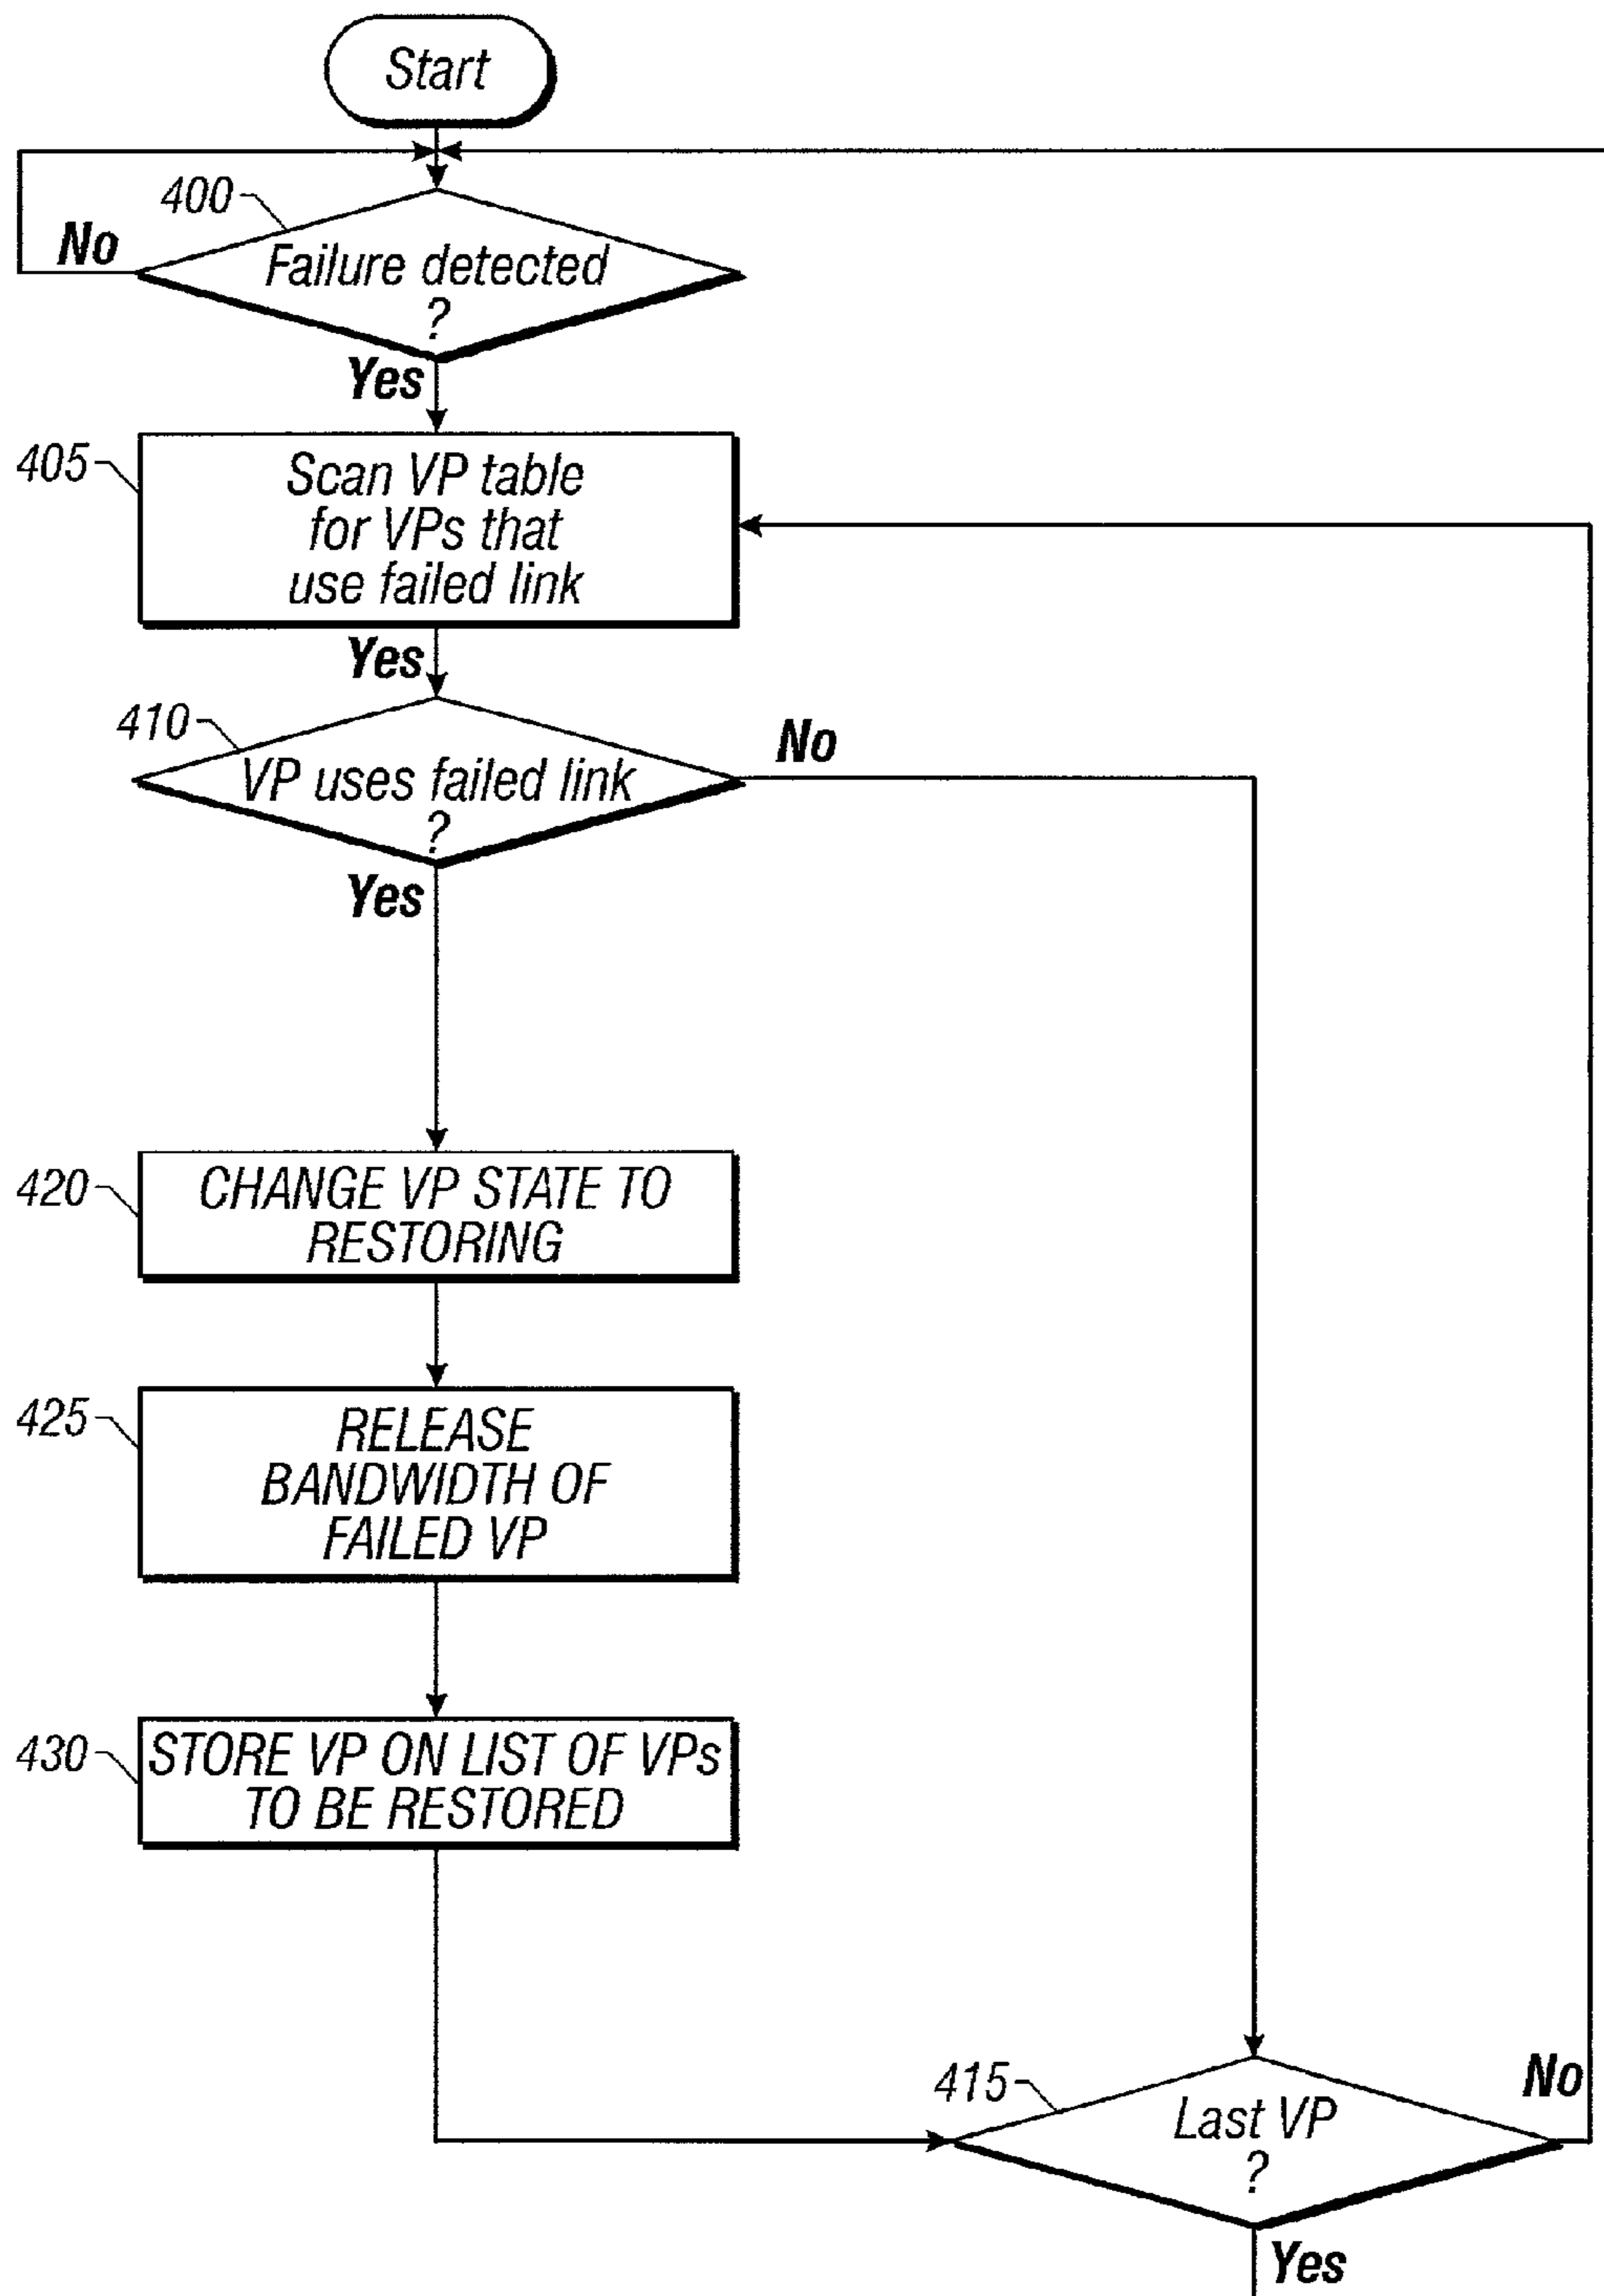 Start
400
No
Failure detected
?
Yes
405
Scan VP table
for VPs that
use failed link
Yes
410
No
VP uses failed link
?
Yes
420
CHANGE VP STATE TO
RESTORING
425
RELEASE
BANDWIDTH OF
FAILED VP
430
STORE VP ON LIST OF VPs
TO BE RESTORED
415
No
Last VP
?
Yes